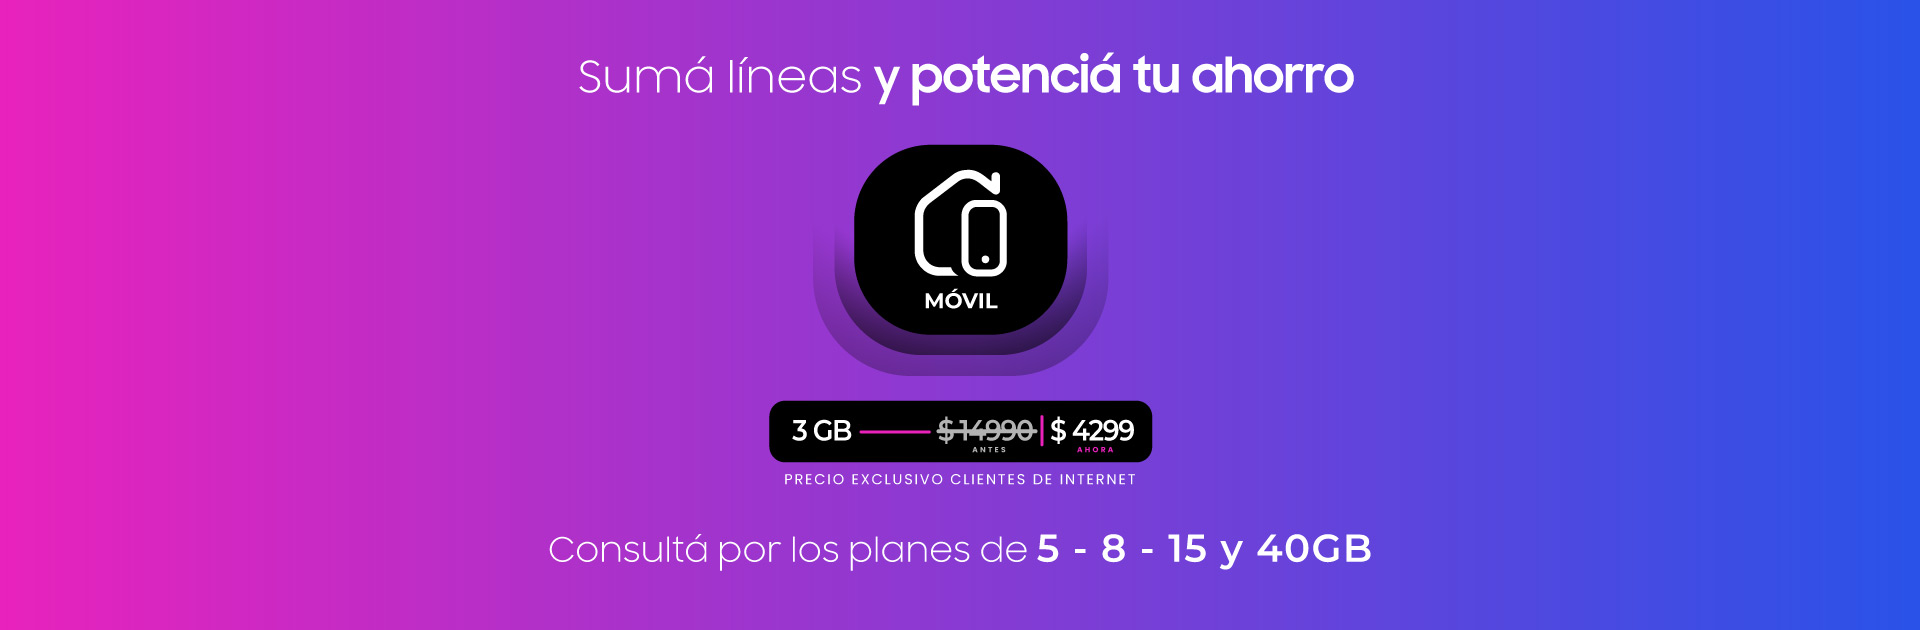 Sumá líneas y potenciá tu ahorro
MÓVIL
3 GB $ 14990 $ 4299
ANTES AHORA
PRECIO EXCLUSIVO CLIENTES DE INTERNET
Consultá por los planes de 5 - 8 - 15 y 40GB